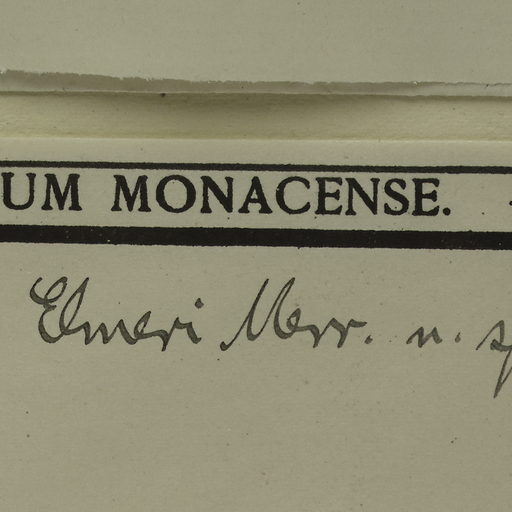 UM MONACENSE.
Elmeri Merr. n. sp